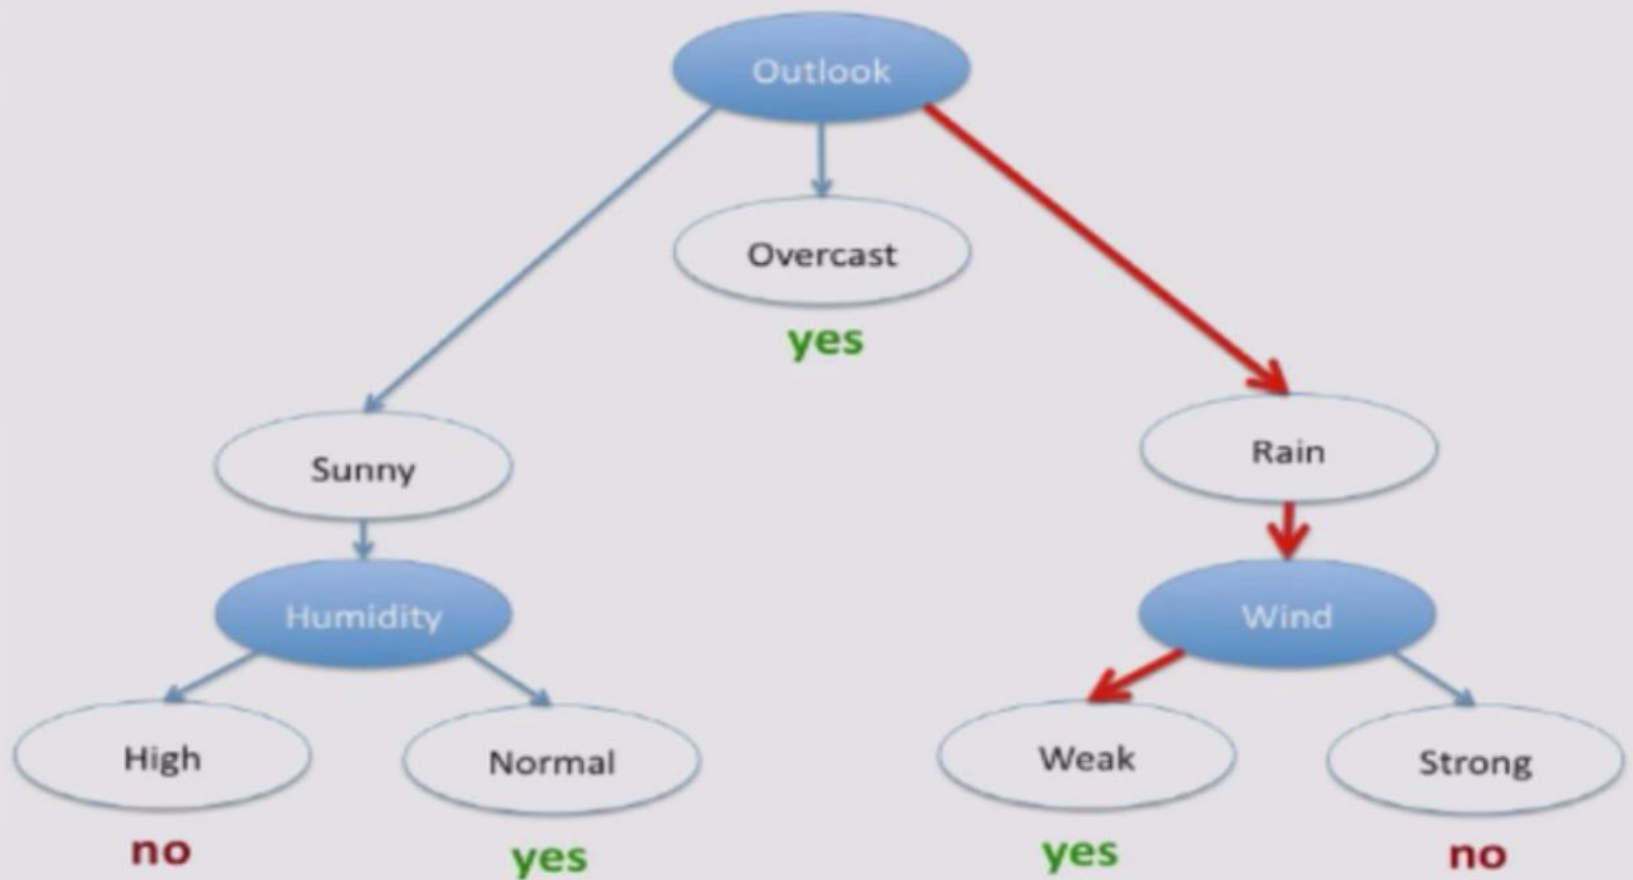 Outlook
Overcast
yes
Sunny
Rain
Humidity
Wind
High
Normal
Weak
Strong
no
yes
yes
no